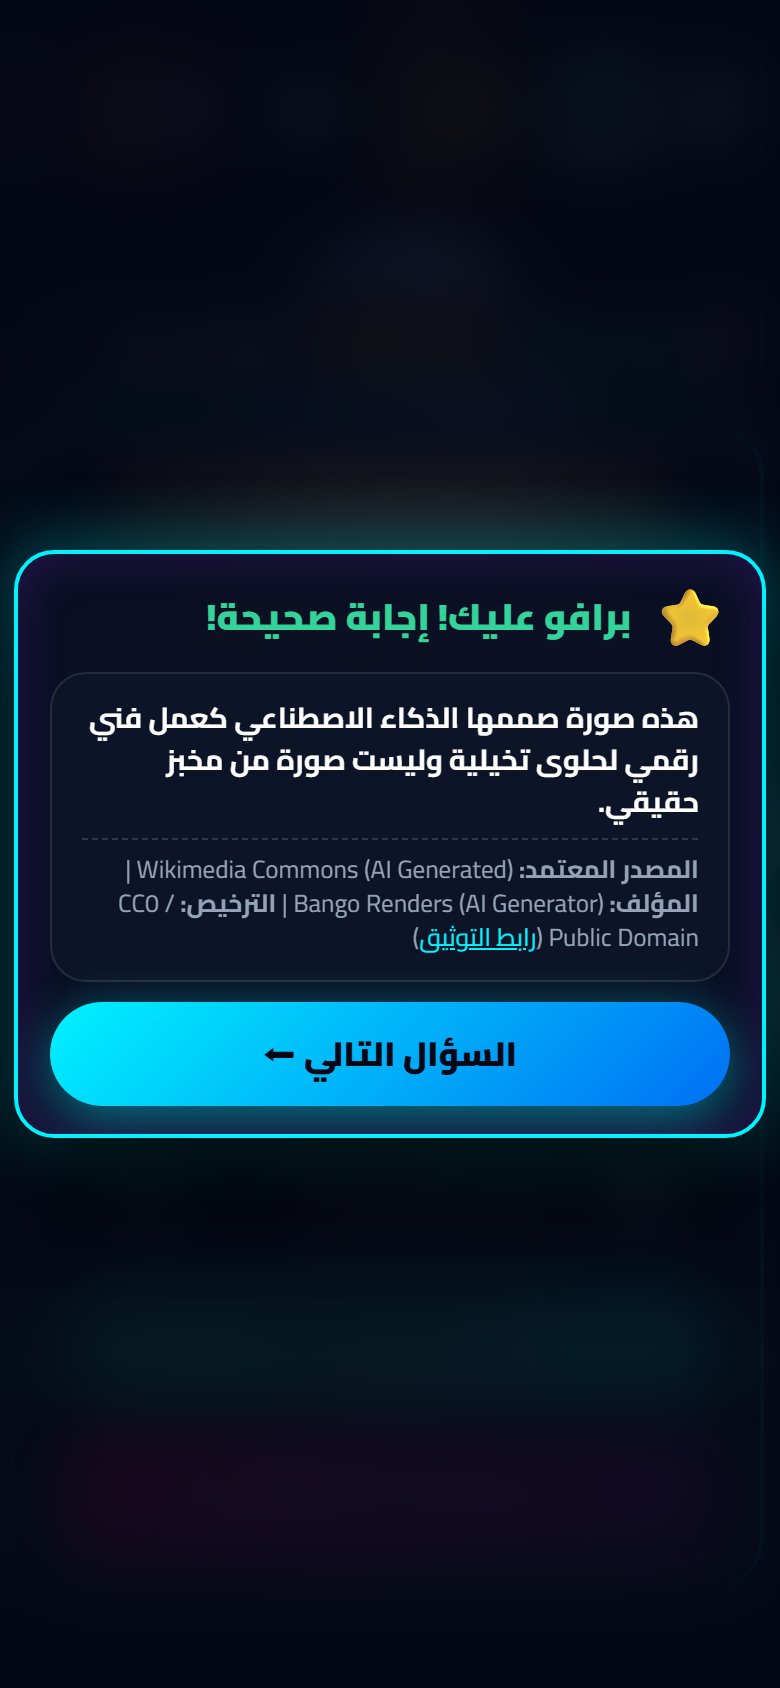 برافو عليك! إجابة صحيحة!
هذه صورة صممها الذكاء الاصطناعي كعمل فني
رقمي لحلوى تخيلية وليست صورة من مخبز
حقيقي.
المصدر المعتمد: Wikimedia Commons (AI Generated) |
المؤلف: Bango Renders (AI Generator) | الترخيص: CC0 /
Public Domain (رابط التوثيق)
السؤال التالي ⬅